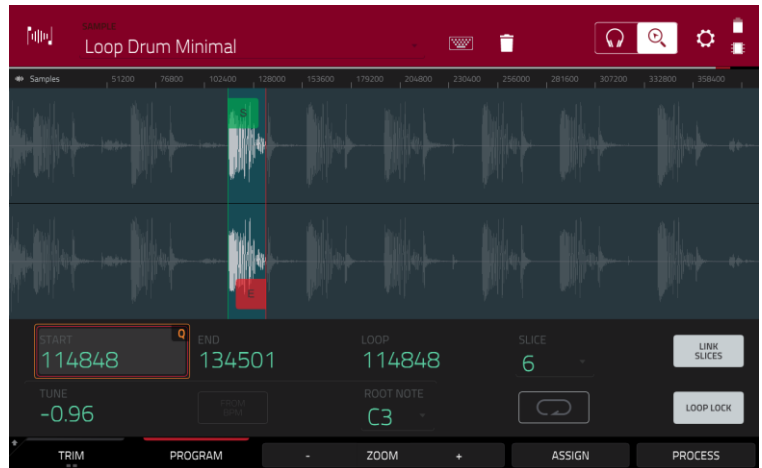 SAMPLE
Loop Drum Minimal
Samples 51200 76800 102400 128000 153600 179200 204800 230400 256000 281600 307200 332800 358400
S
E
START Q END LOOP SLICE
114848 134501 114848 6
LINK
SLICES
TUNE ROOT NOTE
-0.96 C3
FROM
BPM
LOOP LOCK
TRIM PROGRAM - ZOOM + ASSIGN PROCESS